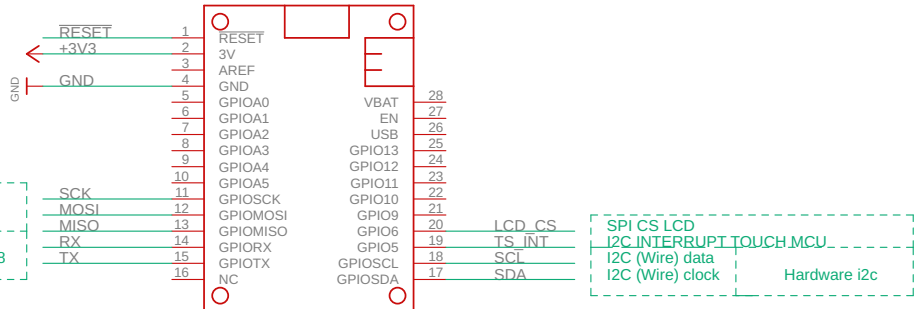 RESET 1 RESET
+3V3 2 3V
3 AREF
GND GND 4 GND
5 GPIOA0 VBAT 28
6 GPIOA1 EN 27
7 GPIOA2 USB 26
8 GPIOA3 GPIO13 25
9 GPIOA4 GPIO12 24
10 GPIOA5 GPIO11 23
SCK 11 GPIOSCK GPIO10 22
MOSI 12 GPIOMOSI GPIO9 21
MISO 13 GPIOMISO GPIO6 20 LCD_CS SPI CS LCD
RX 14 GPIORX GPIO5 19 TS_INT I2C INTERRUPT TOUCH MCU
TX 15 GPIOTX GPIOSCL 18 SCL I2C (Wire) data
16 NC GPIOSDA 17 SDA I2C (Wire) clock Hardware i2c